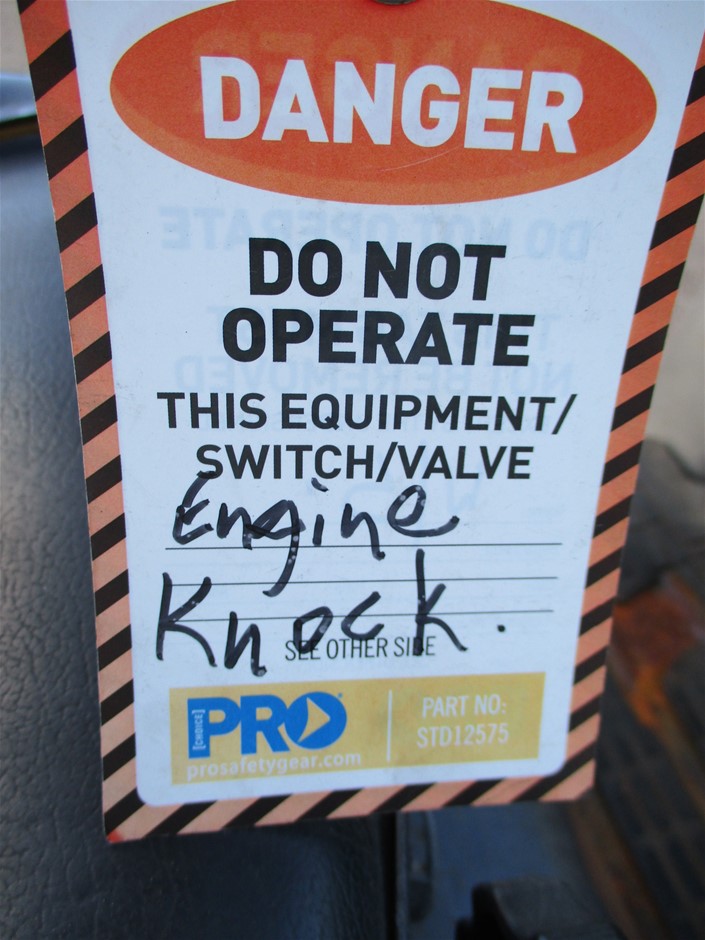 DANGER
DO NOT
OPERATE
THIS EQUIPMENT/
SWITCH/VALVE
Engine
Knock.
SEE OTHER SIDE
[CHOICE] PRO
PART NO:
STD12575
prosafetygear.com